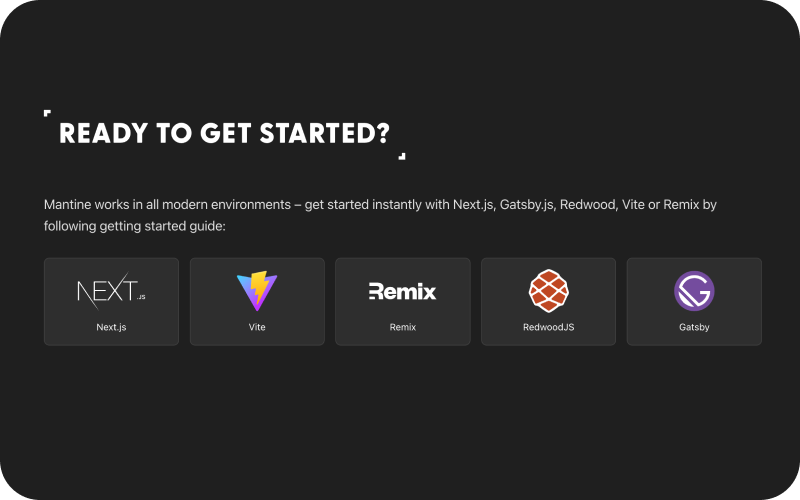 READY TO GET STARTED?
Mantine works in all modern environments – get started instantly with Next.js, Gatsby.js, Redwood, Vite or Remix by
following getting started guide:
NEXT.JS
Remix
Next.js
Vite
Remix
RedwoodJS
Gatsby